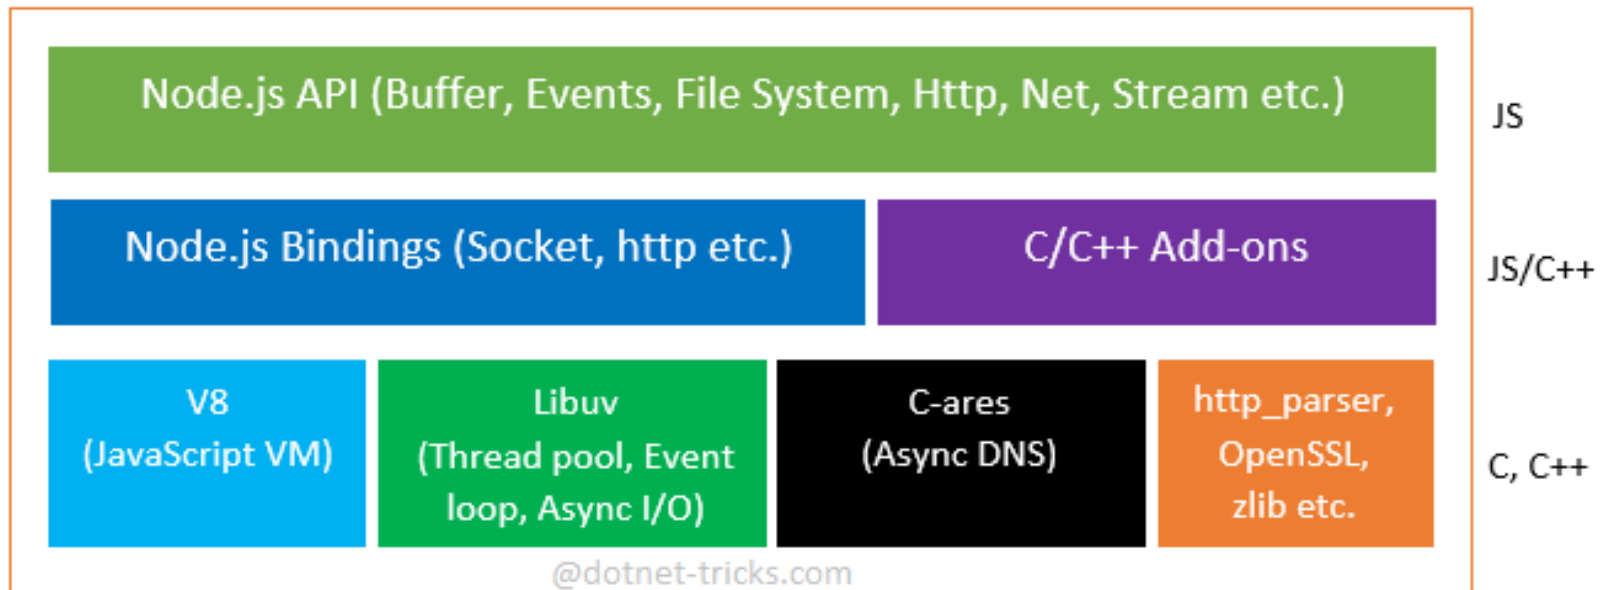 Node.js API (Buffer, Events, File System, Http, Net, Stream etc.)
JS
Node.js Bindings (Socket, http etc.)
C/C++ Add-ons
JS/C++
V8
(JavaScript VM)
Libuv
(Thread pool, Event
loop, Async I/O)
C-ares
(Async DNS)
http_parser,
OpenSSL,
zlib etc.
C, C++
@dotnet-tricks.com